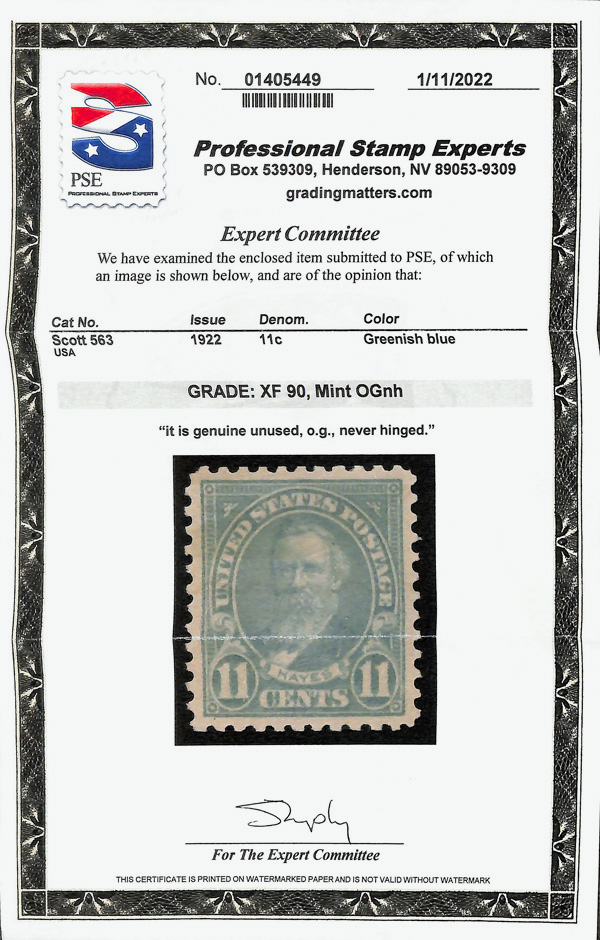 No. 01405449 1/11/2022
PSE
PROFESSIONAL STAMP EXPERTS
Professional Stamp Experts
PO Box 539309, Henderson, NV 89053-9309
gradingmatters.com
Expert Committee
We have examined the enclosed item submitted to PSE, of which
an image is shown below, and are of the opinion that:
Cat No. Issue Denom. Color
Scott 563 1922 11c Greenish blue
USA
GRADE: XF 90, Mint OGnh
“it is genuine unused, o.g., never hinged.”
UNITED STATES POSTAGE
HAYES
11 CENTS 11
For The Expert Committee
THIS CERTIFICATE IS PRINTED ON WATERMARKED PAPER AND IS NOT VALID WITHOUT WATERMARK